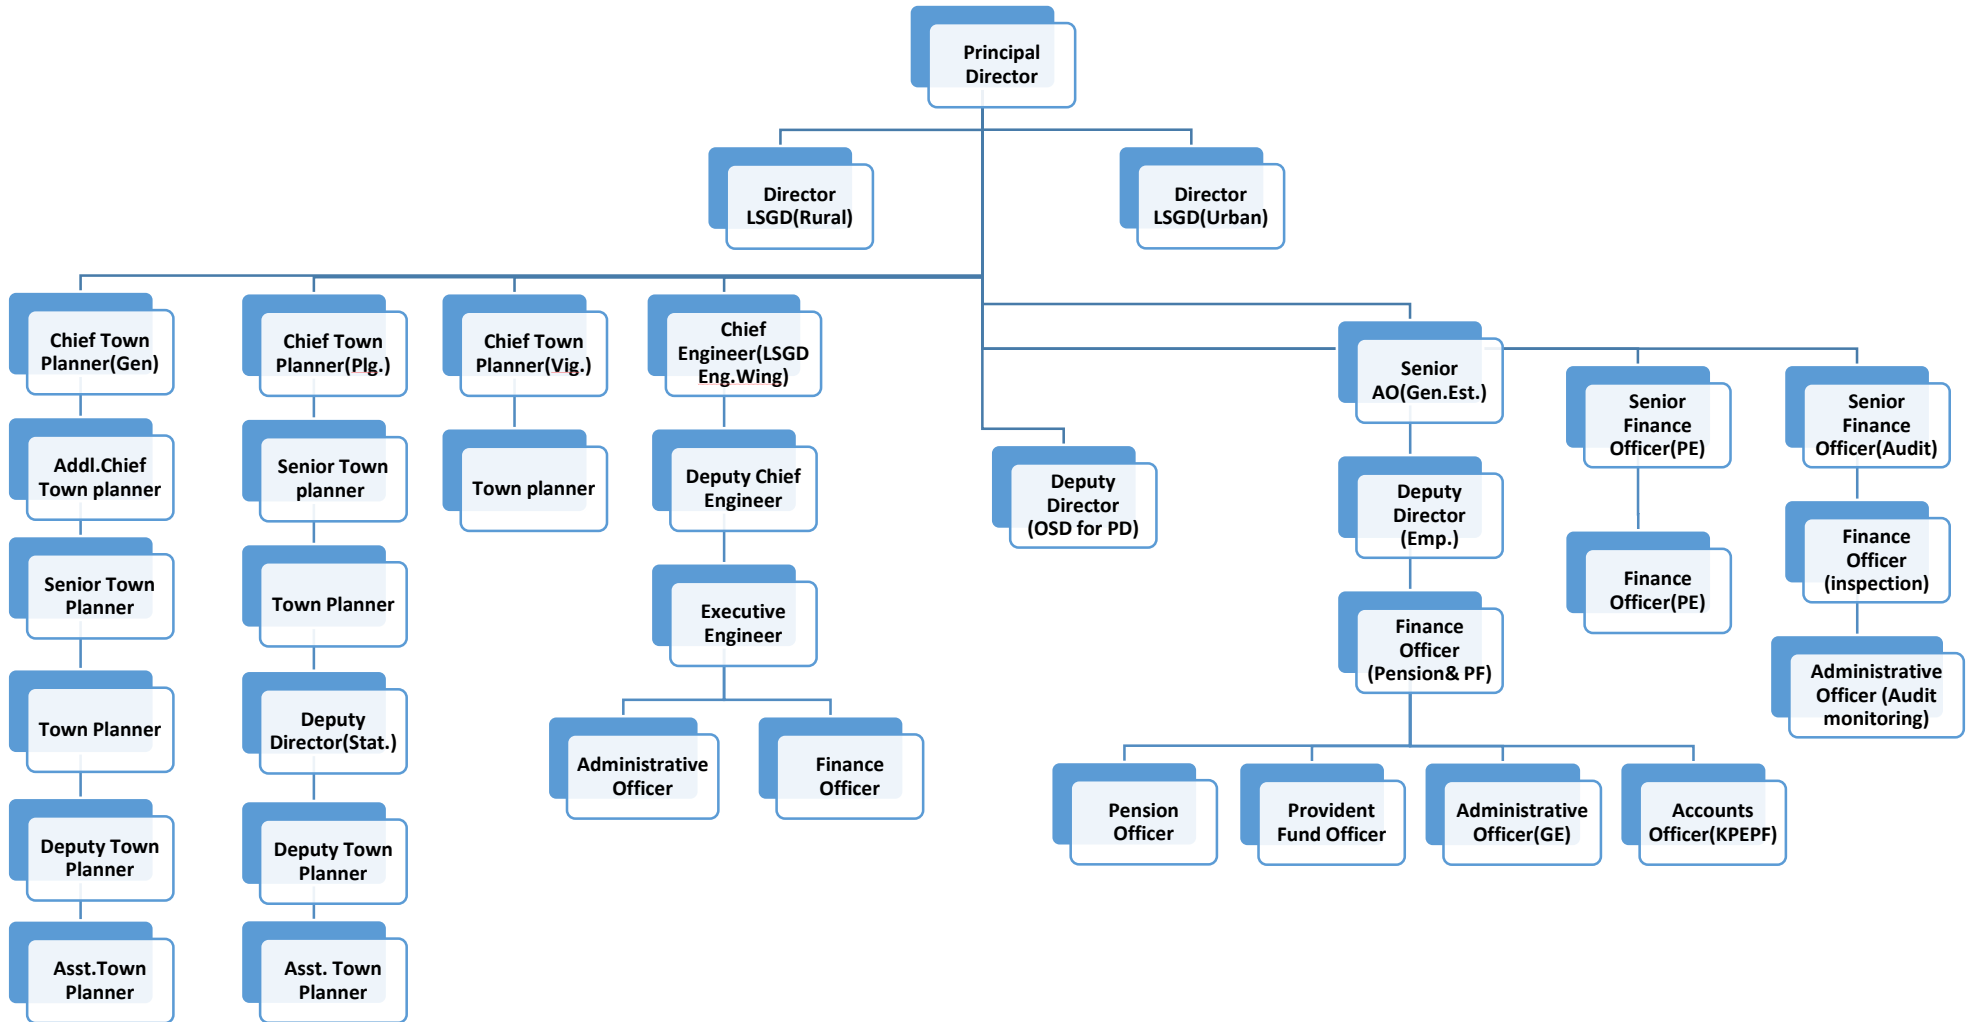 Principal
Director
Director
LSGD(Rural)
Director
LSGD(Urban)
Chief Town
Planner(Gen)
Chief Town
Planner(Plg.)
Chief Town
Planner(Vig.)
Chief
Engineer(LSGD
Eng.Wing)
Senior
AO(Gen.Est.)
Senior
Finance
Officer(PE)
Senior
Finance
Officer(Audit)
Addl.Chief
Town planner
Senior Town
planner
Town planner
Deputy Chief
Engineer
Deputy
Director
(OSD for PD)
Deputy
Director
(Emp.)
Finance
Officer(PE)
Finance
Officer
(inspection)
Senior Town
Planner
Town Planner
Executive
Engineer
Finance
Officer
(Pension& PF)
Administrative
Officer (Audit
monitoring)
Town Planner
Deputy
Director(Stat.)
Administrative
Officer
Finance
Officer
Pension
Officer
Provident
Fund Officer
Administrative
Officer(GE)
Accounts
Officer(KPEPF)
Deputy Town
Planner
Deputy Town
Planner
Asst.Town
Planner
Asst. Town
Planner